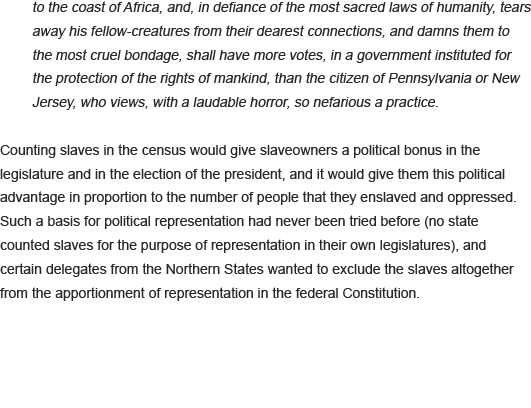 to the coast of Africa, and, in defiance of the most sacred laws of humanity, tears
away his fellow-creatures from their dearest connections, and damns them to
the most cruel bondage, shall have more votes, in a government instituted for
the protection of the rights of mankind, than the citizen of Pennsylvania or New
Jersey, who views, with a laudable horror, so nefarious a practice.
Counting slaves in the census would give slaveowners a political bonus in the
legislature and in the election of the president, and it would give them this political
advantage in proportion to the number of people that they enslaved and oppressed.
Such a basis for political representation had never been tried before (no state
counted slaves for the purpose of representation in their own legislatures), and
certain delegates from the Northern States wanted to exclude the slaves altogether
from the apportionment of representation in the federal Constitution.